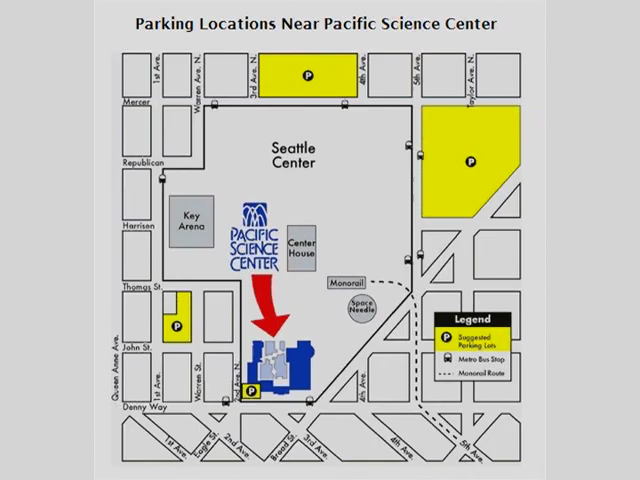 Parking Locations Near Pacific Science Center
1st Ave.
Warren Ave. N.
3rd Ave. N.
P
4th Ave.
5th Ave.
Taylor Ave. N.
Mercer
Seattle
Center
Republican
P
Key
Arena
PACIFIC
SCIENCE
CENTER
Center
House
Harrison
Monorail
Space
Needle
Thomas St.
P
John St.
Queen Anne Ave.
1st Ave.
Warren St.
2nd Ave. N.
P
4th Ave.
Legend
P Suggested
Parking Lots
Metro Bus Stop
Monorail Route
Denny Way
1st Ave.
Eagle St.
2nd Ave.
Broad St.
3rd Ave.
4th Ave.
5th Ave.